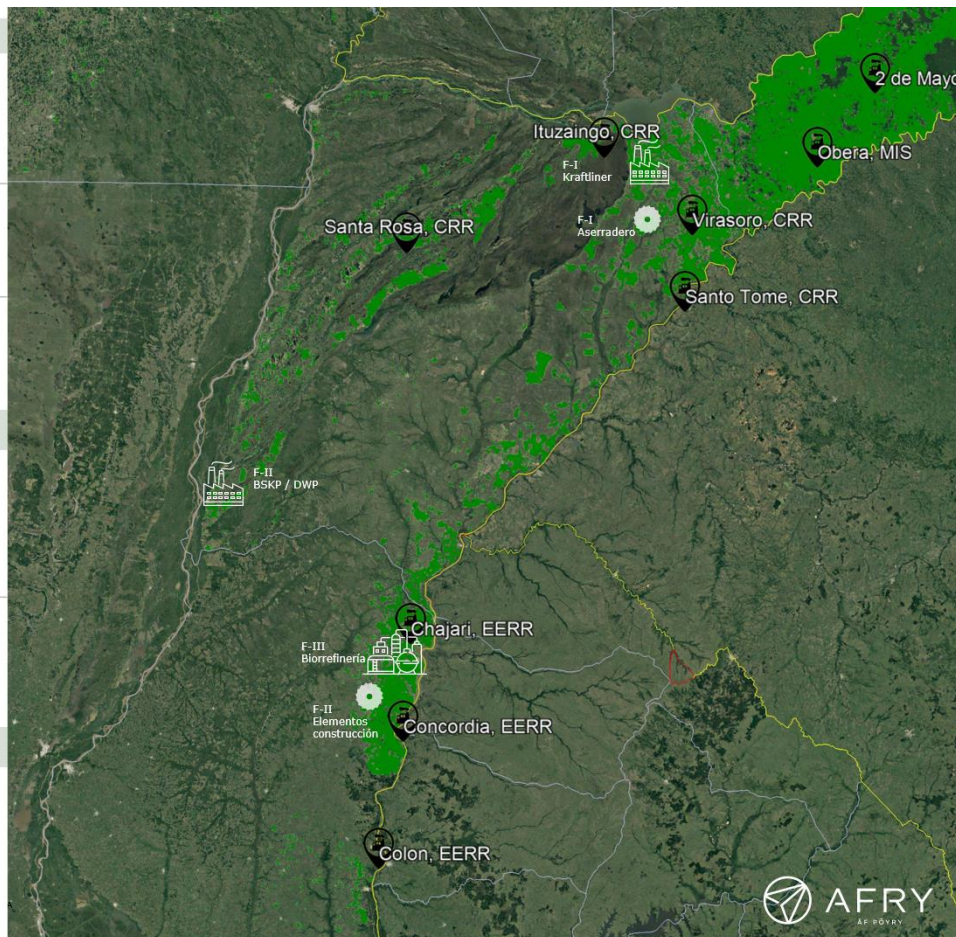 2 de Mayo
Ituzaingo, CRR
Obera, MIS
F-I
Kraftliner
Santa Rosa, CRR
F-I
Aserradero
Virasoro, CRR
Santo Tome, CRR
F-II
BSKP / DWP
Chajari, EERR
F-III
Biorrefinería
F-II
Elementos
construcción
Concordia, EERR
Colon, EERR
AFRY
ÅF PÖYRY